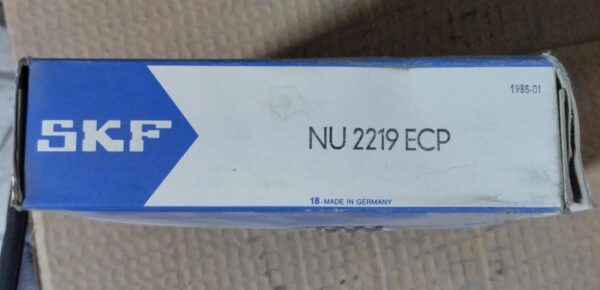 SKF
NU 2219 ECP
1985-01
18-MADE IN GERMANY